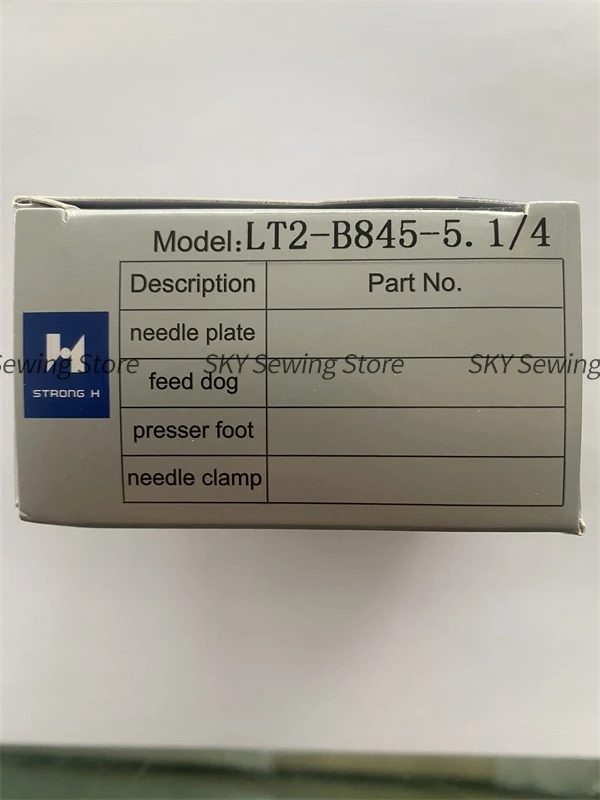 Model:LT2-B845-5.1/4
Description Part No.
needle plate
feed dog
presser foot
needle clamp
STRONG H
Sewing Store SKY Sewing Store SKY Sewing